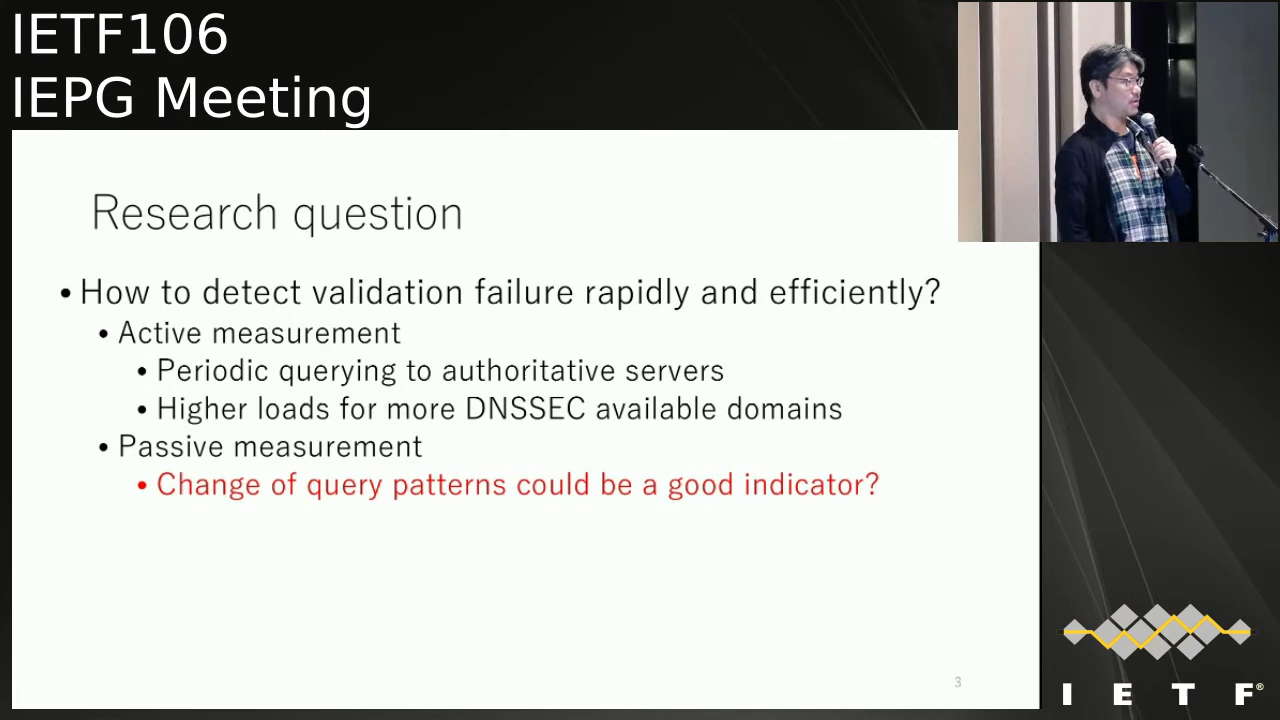 IETF106
IEPG Meeting
Research question
• How to detect validation failure rapidly and efficiently?
• Active measurement
• Periodic querying to authoritative servers
• Higher loads for more DNSSEC available domains
• Passive measurement
• Change of query patterns could be a good indicator?
3
I E T F®